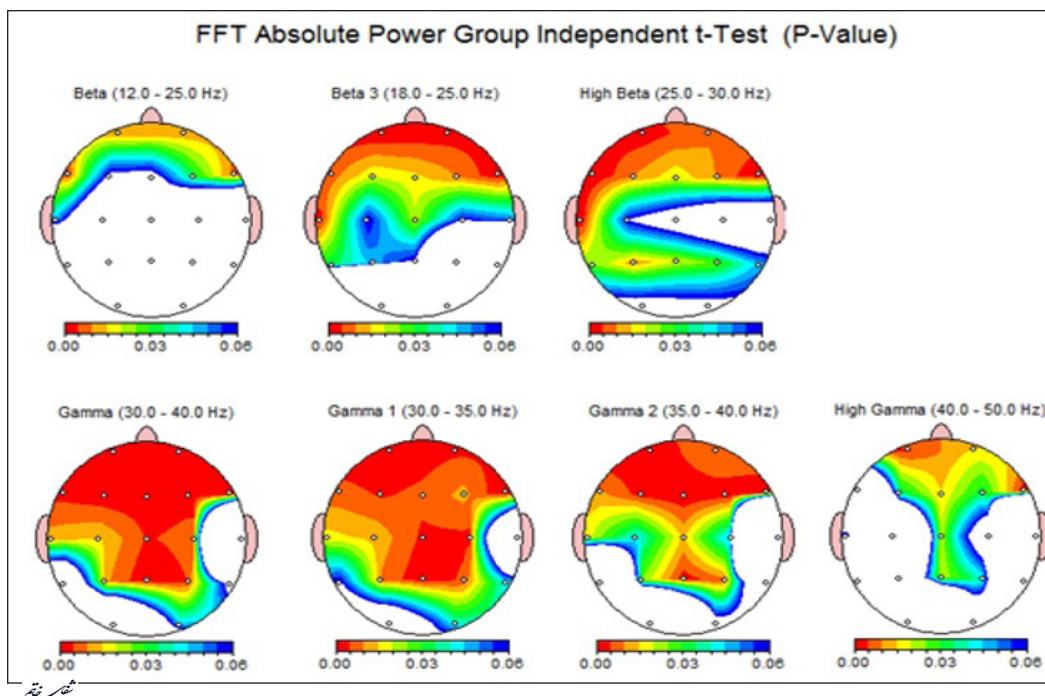 FFT Absolute Power Group Independent t-Test (P-Value)
Beta (12.0 - 25.0 Hz)
Beta 3 (18.0 - 25.0 Hz)
High Beta (25.0 - 30.0 Hz)
0.00 0.03 0.06
0.00 0.03 0.06
0.00 0.03 0.06
Gamma (30.0 - 40.0 Hz)
Gamma 1 (30.0 - 35.0 Hz)
Gamma 2 (35.0 - 40.0 Hz)
High Gamma (40.0 - 50.0 Hz)
0.00 0.03 0.06
0.00 0.03 0.06
0.00 0.03 0.06
0.00 0.03 0.06